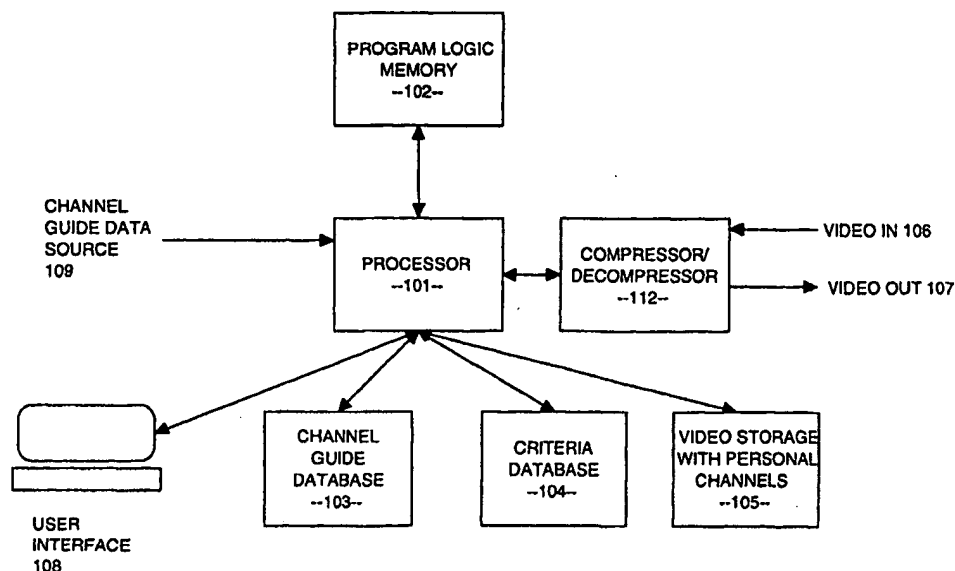 PROGRAM LOGIC
MEMORY
--102--
CHANNEL
GUIDE DATA
SOURCE
109
PROCESSOR
--101--
COMPRESSOR/
DECOMPRESSOR
--112--
VIDEO IN 106
VIDEO OUT 107
USER
INTERFACE
108
CHANNEL
GUIDE
DATABASE
--103--
CRITERIA
DATABASE
--104--
VIDEO STORAGE
WITH PERSONAL
CHANNELS
--105--